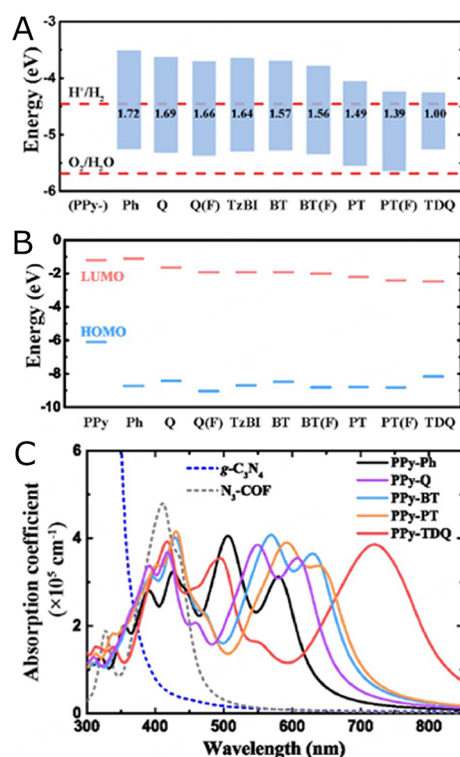 A
-3
-4
-5
-6
Energy (eV)
H⁺/H₂
O₂/H₂O
1.72 1.69 1.66 1.64 1.57 1.56 1.49 1.39 1.00
(PPy-) Ph Q Q(F) TzBI BT BT(F) PT PT(F) TDQ
B
0
-2
-4
-6
-8
-10
Energy (eV)
LUMO
HOMO
PPy Ph Q Q(F) TzBI BT BT(F) PT PT(F) TDQ
C
6
4
2
0
Absorption coefficient
(×10⁵ cm⁻¹)
g-C₃N₄
N₃-COF
PPy-Ph
PPy-Q
PPy-BT
PPy-PT
PPy-TDQ
300 400 500 600 700 800
Wavelength (nm)